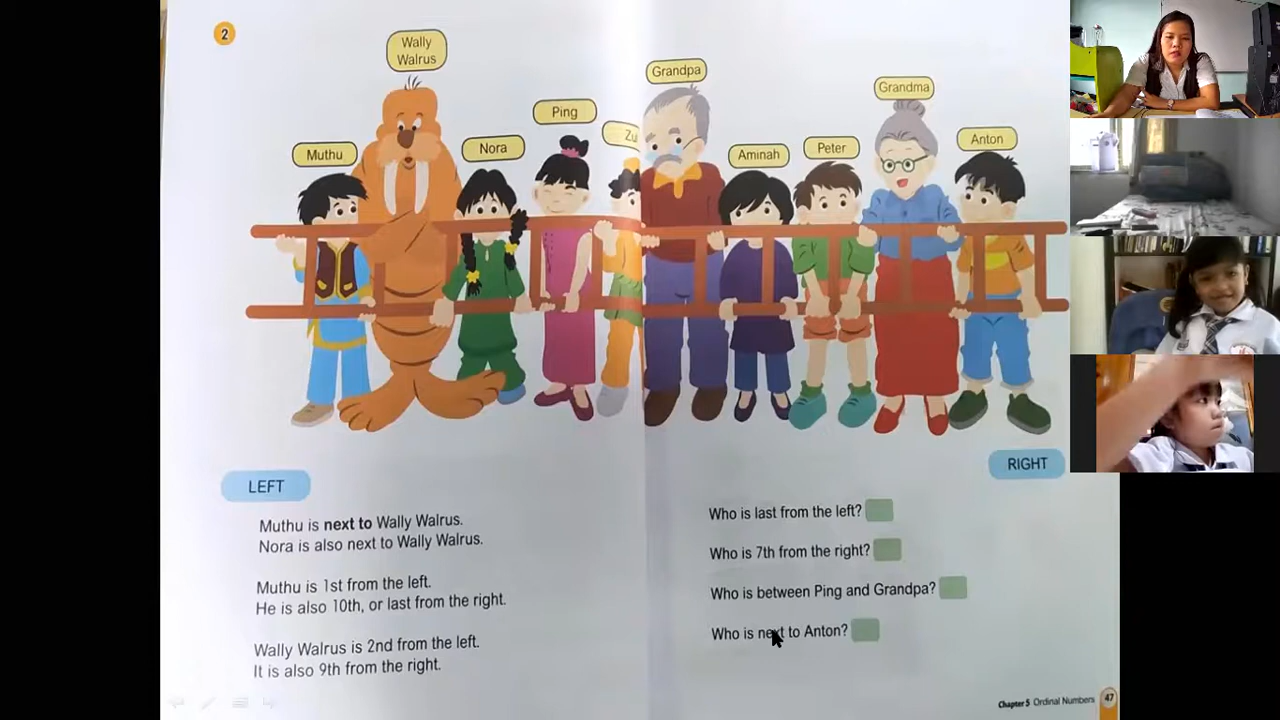 2
Wally
Walrus
Grandpa
Grandma
Ping
Zu
Anton
Muthu
Nora
Aminah
Peter
LEFT
RIGHT
Muthu is next to Wally Walrus.
Nora is also next to Wally Walrus.
Muthu is 1st from the left.
He is also 10th, or last from the right.
Wally Walrus is 2nd from the left.
It is also 9th from the right.
Who is last from the left?
Who is 7th from the right?
Who is between Ping and Grandpa?
Who is next to Anton?
Chapter 5 Ordinal Numbers 47